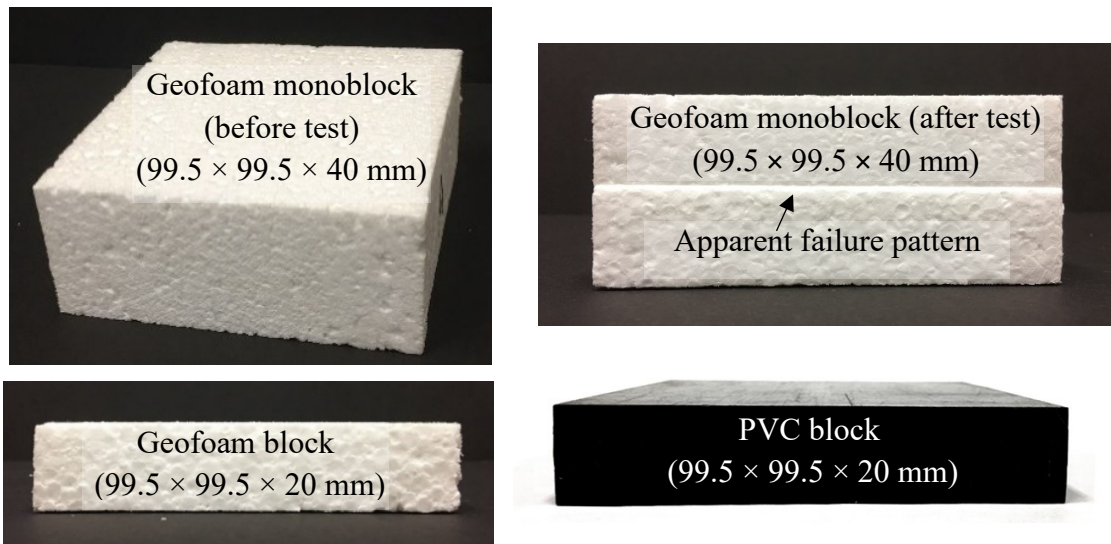 Geofoam monoblock
(before test)
(99.5 × 99.5 × 40 mm)
Geofoam monoblock (after test)
(99.5 × 99.5 × 40 mm)
Apparent failure pattern
Geofoam block
(99.5 × 99.5 × 20 mm)
PVC block
(99.5 × 99.5 × 20 mm)